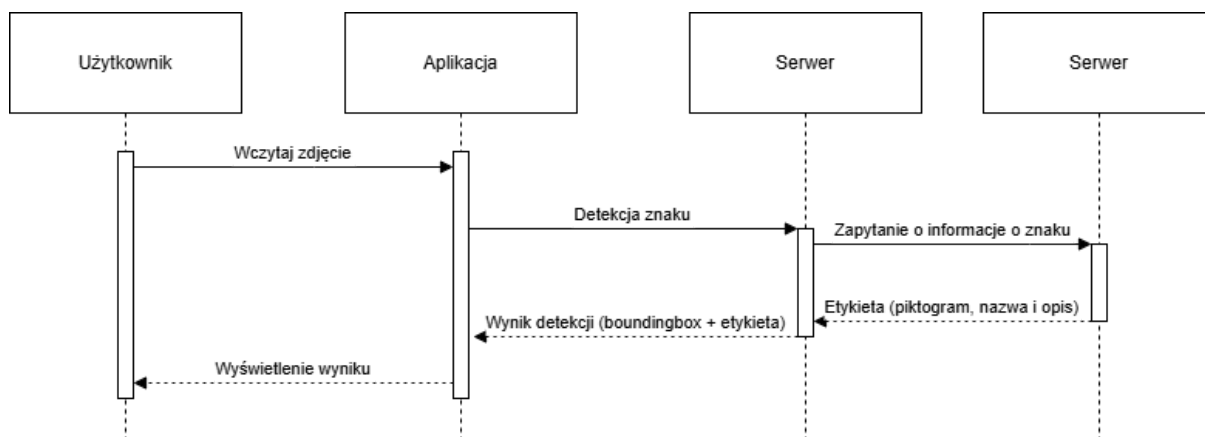 Użytkownik
Aplikacja
Serwer
Serwer
Wczytaj zdjęcie
Detekcja znaku
Zapytanie o informacje o znaku
Etykieta (piktogram, nazwa i opis)
Wynik detekcji (boundingbox + etykieta)
Wyświetlenie wyniku